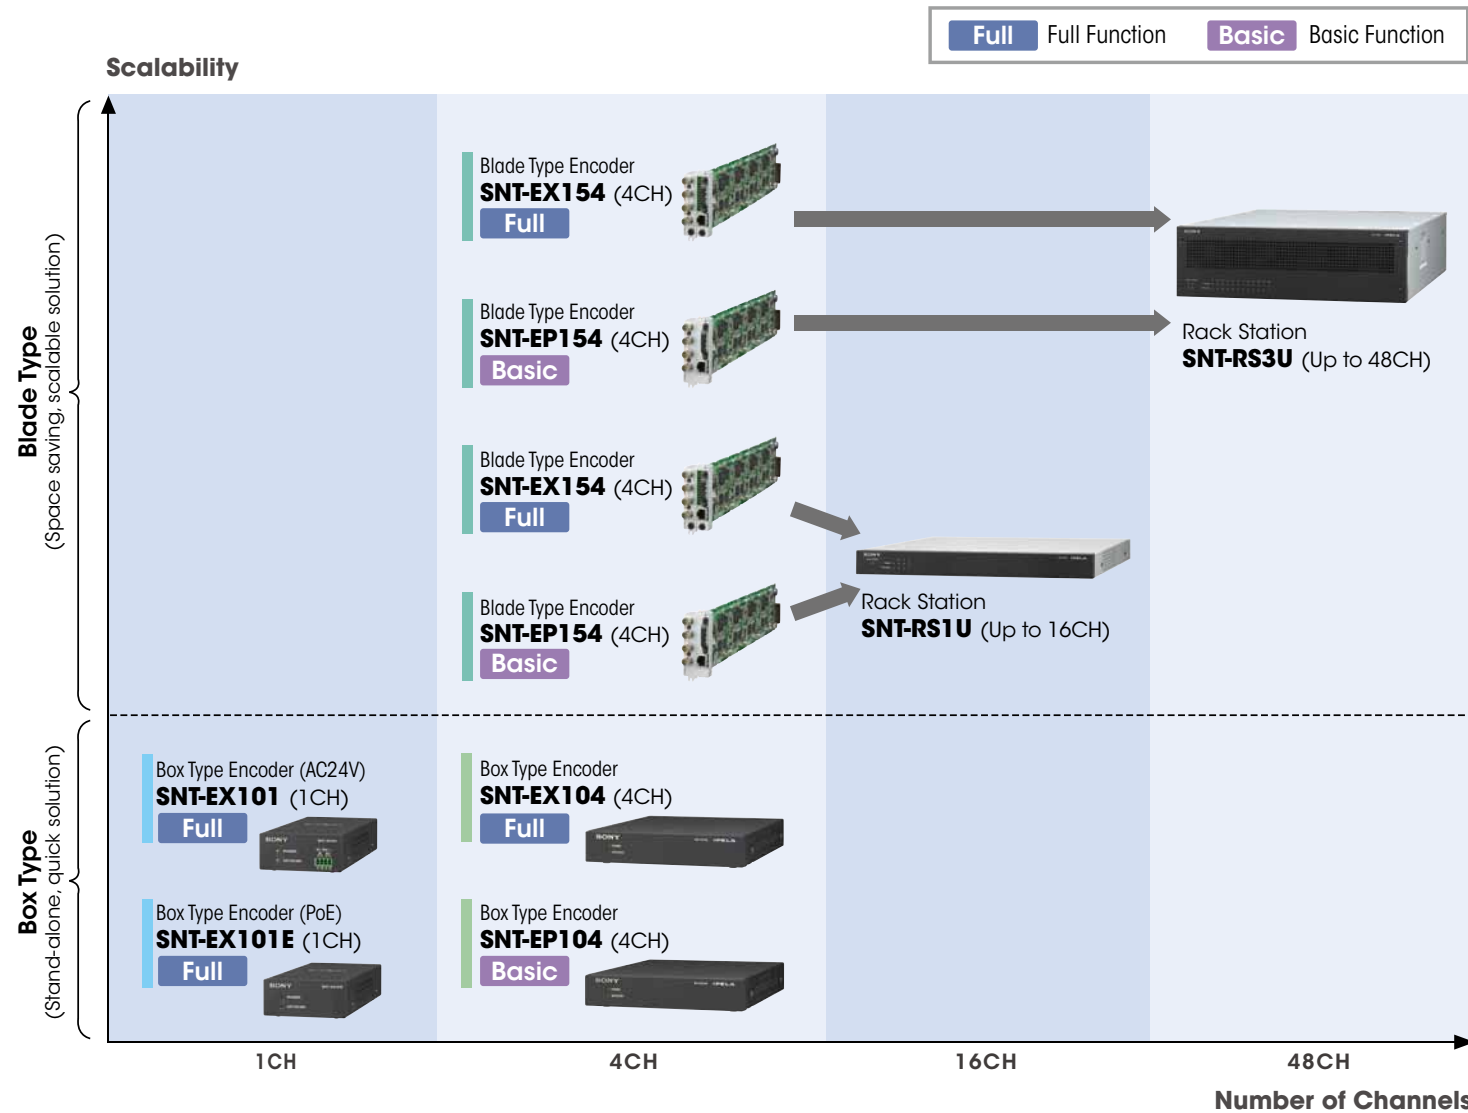 Full Full Function Basic Basic Function
Scalability
Blade Type
(Space saving, scalable solution)
Blade Type Encoder
SNT-EX154 (4CH)
Full
Blade Type Encoder
SNT-EP154 (4CH)
Basic
Rack Station
SNT-RS3U (Up to 48CH)
Blade Type Encoder
SNT-EX154 (4CH)
Full
Blade Type Encoder
SNT-EP154 (4CH)
Basic
SONY
Rack Station
SNT-RS1U (Up to 16CH)
Box Type
(Stand-alone, quick solution)
Box Type Encoder (AC24V)
SNT-EX101 (1CH)
Full
SONY
Box Type Encoder
SNT-EX104 (4CH)
Full
SONY
Box Type Encoder (PoE)
SNT-EX101E (1CH)
Full
SONY
Box Type Encoder
SNT-EP104 (4CH)
Basic
SONY
1CH
4CH
16CH
48CH
Number of Channels